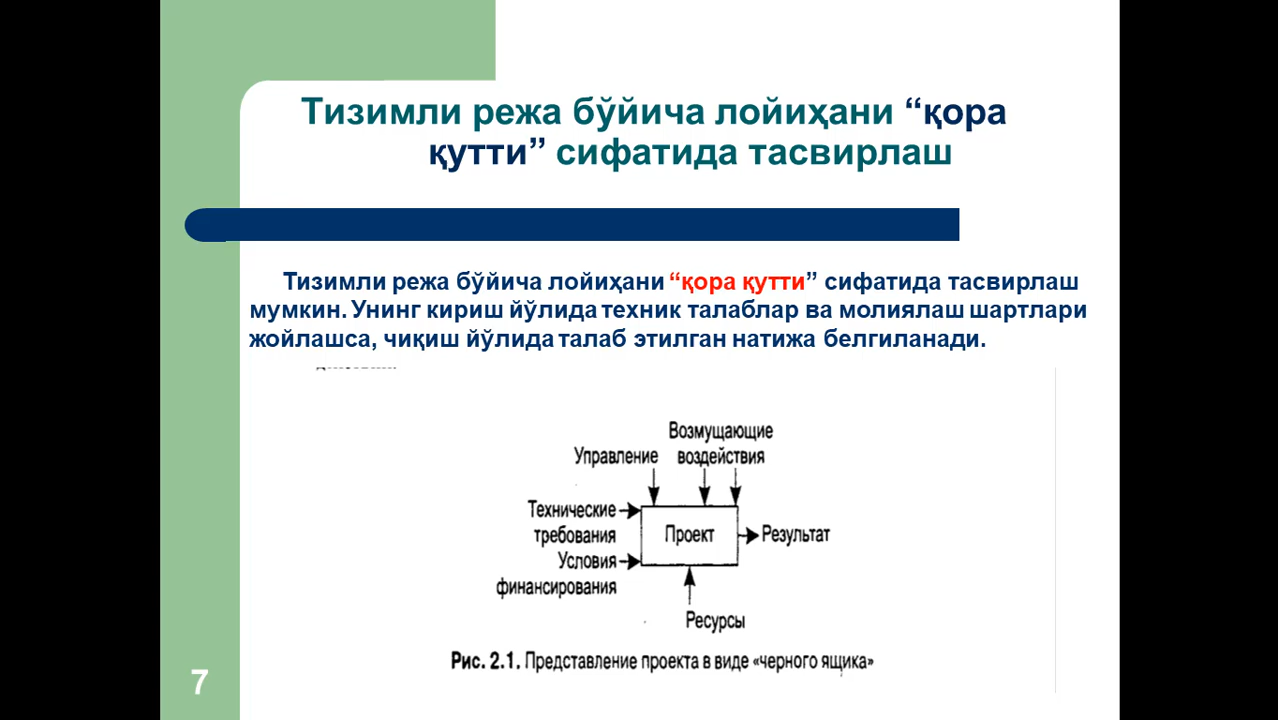 Тизимли режа бўйича лойиҳани “қора
қутти” сифатида тасвирлаш
Тизимли режа бўйича лойиҳани “қора қутти” сифатида тасвирлаш
мумкин. Унинг кириш йўлида техник талаблар ва молиялаш шартлари
жойлашса, чиқиш йўлида талаб этилган натижа белгиланади.
Возмущающие
Управление воздействия
Технические
требования
Проект
Результат
Условия
финансирования
Ресурсы
Рис. 2.1. Представление проекта в виде «черного ящика»
7